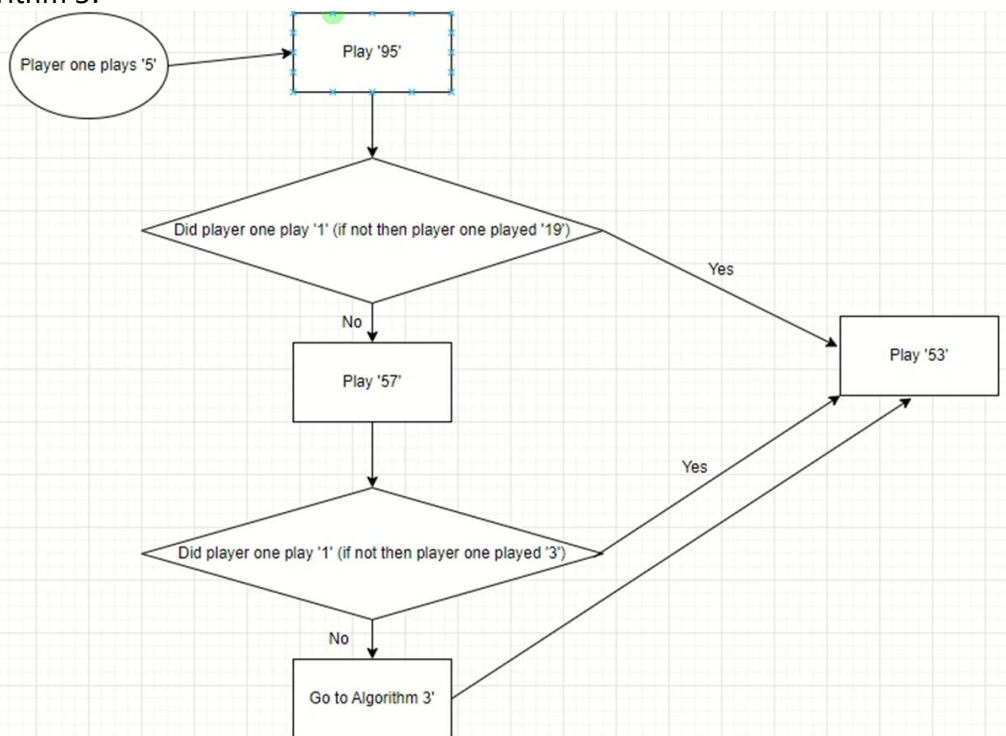 Player one plays '5'
Play '95'
Did player one play '1' (if not then player one played '19')
Yes
No
Play '53'
Play '57'
Yes
Did player one play '1' (if not then player one played '3')
No
Go to Algorithm 3'